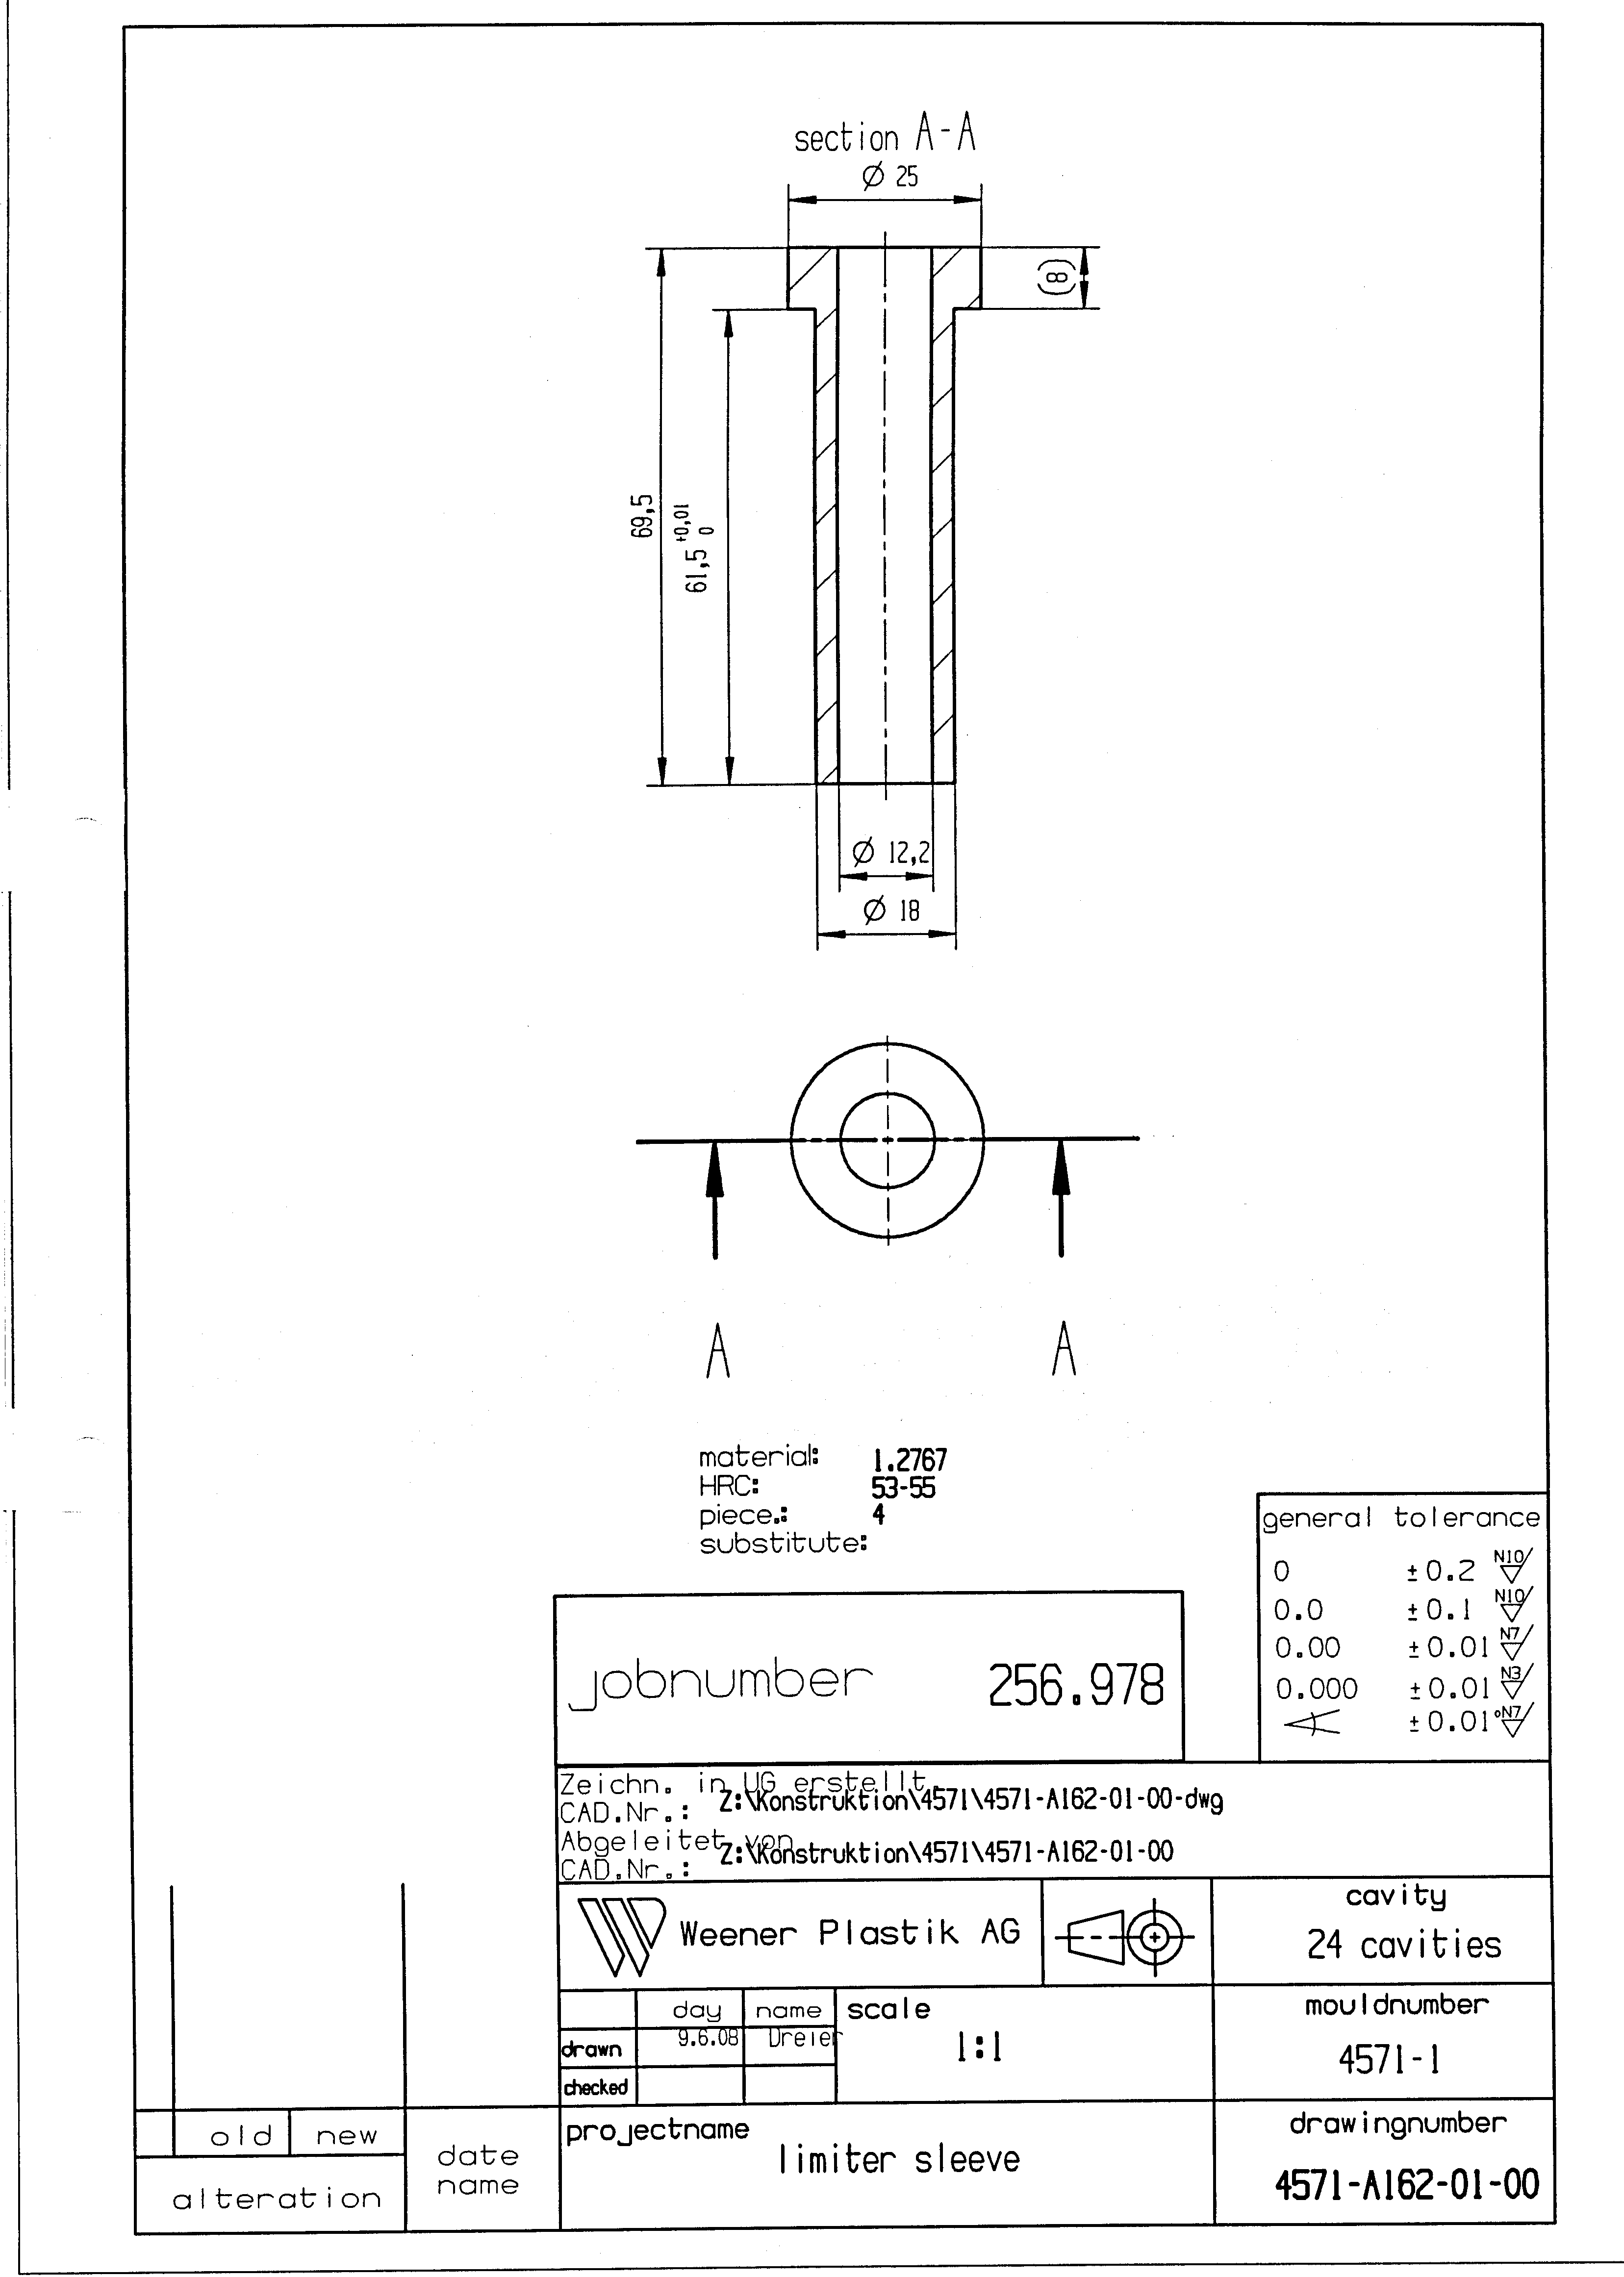 section A-A
Ø 25
(8)
69,5
61,5 +0,01 0
Ø 12,2
Ø 18
A A
material: 1.2767
HRC: 53-55
piece.: 4
substitute:
general tolerance
0 ±0.2 N10
0.0 ±0.1 N10
0.00 ±0.01 N7
0.000 ±0.01 N3
±0.01° N7
jobnumber 256.978
Zeichn. in UG erstellt.
CAD.Nr.: Z:\Konstruktion\4571\4571-A162-01-00-dwg
Abgeleitet von
CAD.Nr.: Z:\Konstruktion\4571\4571-A162-01-00
Weener Plastik AG
cavity
24 cavities
day name
drawn 9.6.08 Dreier
checked
scale
1:1
mouldnumber
4571-1
old new
alteration
date
name
projectname
limiter sleeve
drawingnumber
4571-A162-01-00